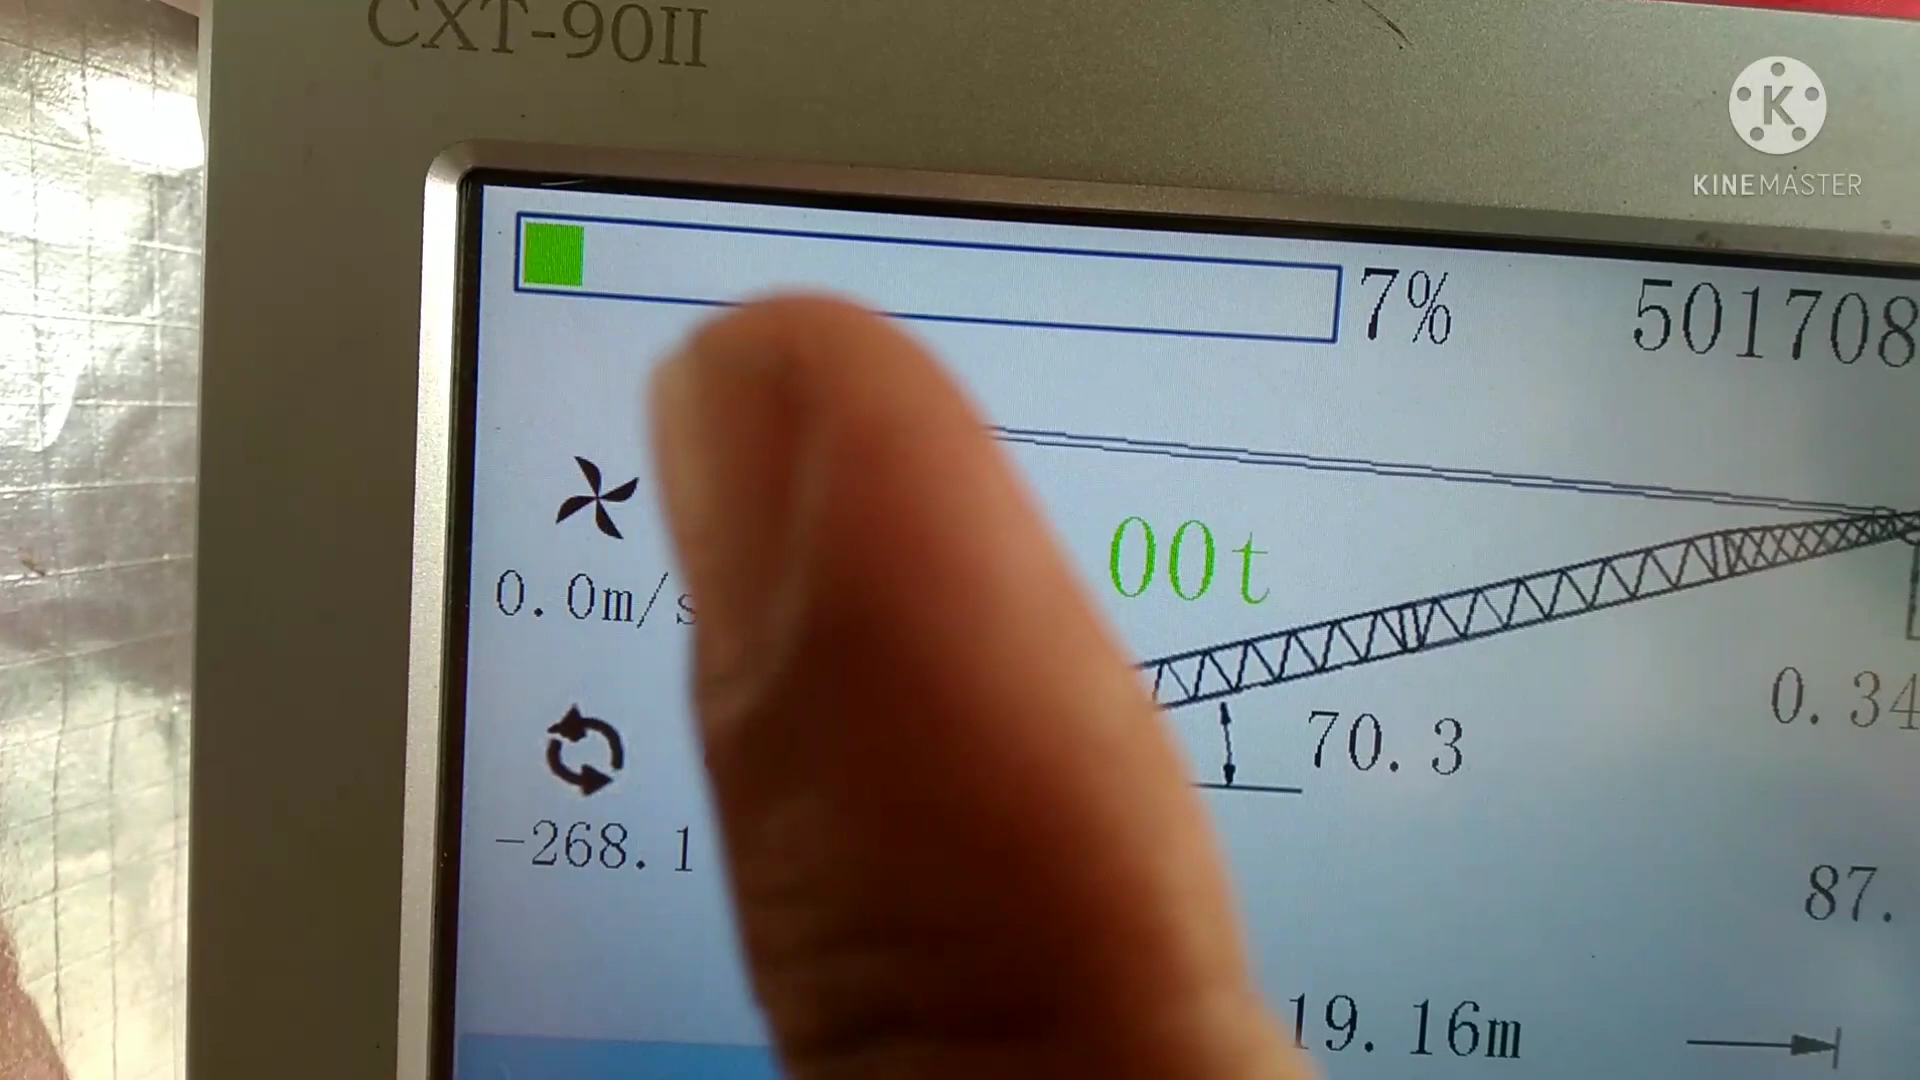 CXT-90II
KINEMASTER
7%
501708
00t
0.0m/s
70.3
0.34
-268.1
87.
19.16m